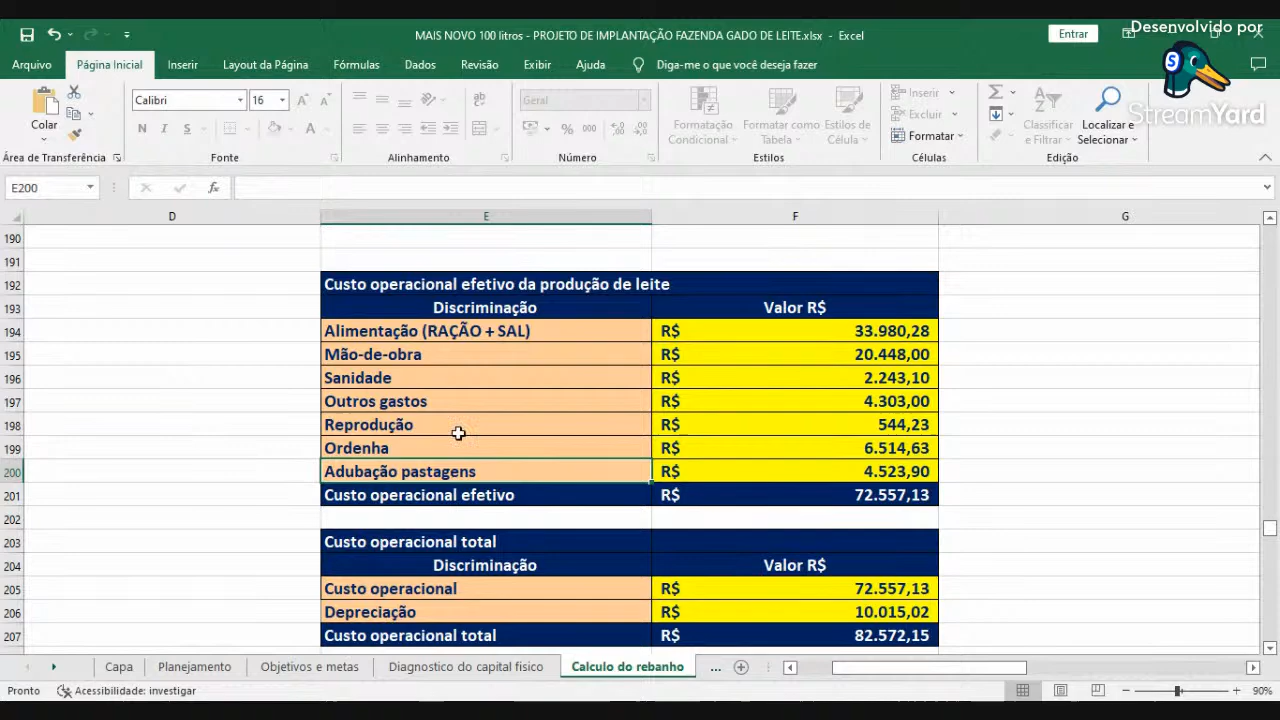 Desenvolvido por
StreamYard
MAIS NOVO 100 litros - PROJETO DE IMPLANTAÇÃO FAZENDA GADO DE LEITE.xlsx - Excel
Entrar
Arquivo Página Inicial Inserir Layout da Página Fórmulas Dados Revisão Exibir Ajuda Diga-me o que você deseja fazer
Colar
Calibri 16
N I S
Geral
% 000
Formatação Condicional
Formatar como Tabela
Estilos de Célula
Inserir
Excluir
Formatar
Classificar e Filtrar
Localizar e Selecionar
Área de Transferência Fonte Alinhamento Número Estilos Células Edição
E200 fx
D E F G
190
191
192 Custo operacional efetivo da produção de leite
193 Discriminação Valor R$
194 Alimentação (RAÇÃO + SAL) R$ 33.980,28
195 Mão-de-obra R$ 20.448,00
196 Sanidade R$ 2.243,10
197 Outros gastos R$ 4.303,00
198 Reprodução R$ 544,23
199 Ordenha R$ 6.514,63
200 Adubação pastagens R$ 4.523,90
201 Custo operacional efetivo R$ 72.557,13
202
203 Custo operacional total
204 Discriminação Valor R$
205 Custo operacional R$ 72.557,13
206 Depreciação R$ 10.015,02
207 Custo operacional total R$ 82.572,15
Capa Planejamento Objetivos e metas Diagnostico do capital fisico Calculo do rebanho ...
Pronto Acessibilidade: investigar 90%